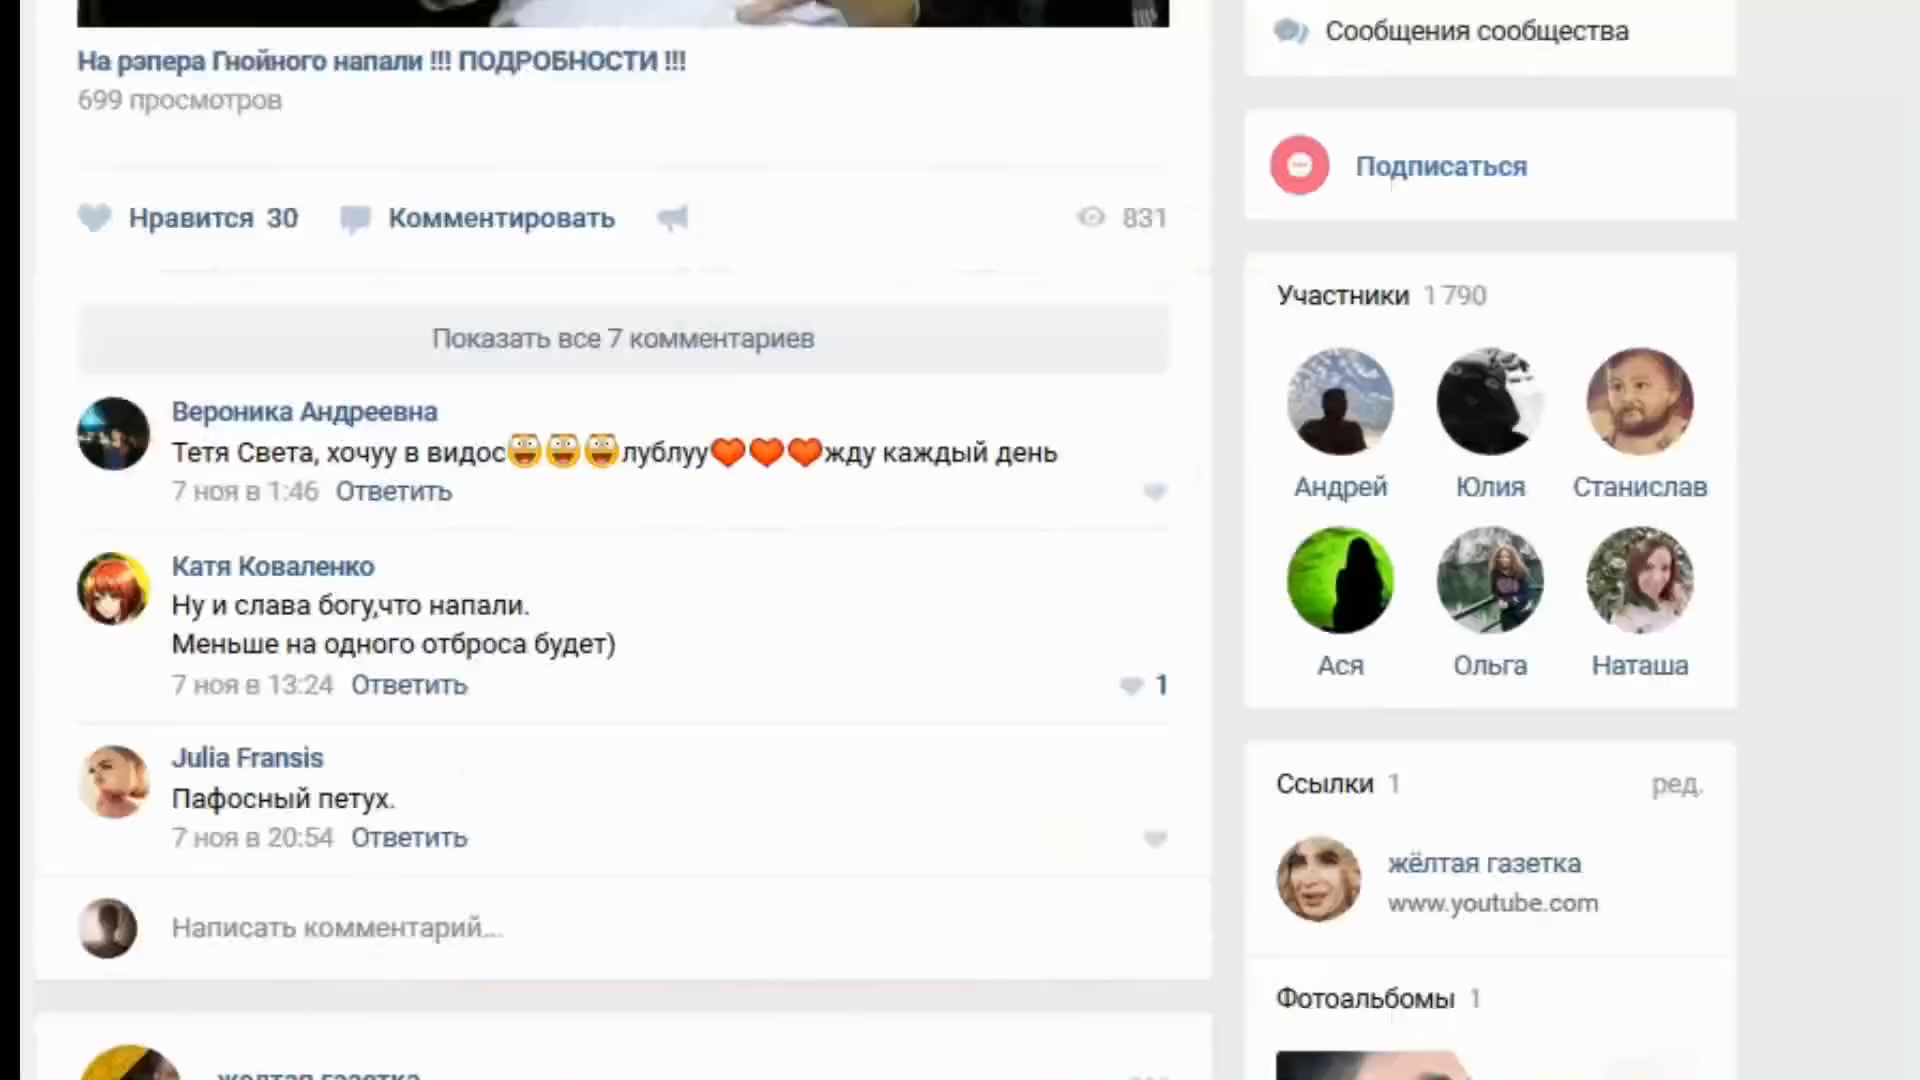 На рэпера Гнойного напали !!! ПОДРОБНОСТИ !!!
699 просмотров
Нравится 30 Комментировать 831
Показать все 7 комментариев
Вероника Андреевна
Тетя Света, хочуу в видос😀😀😀лублуу❤❤❤жду каждый день
7 ноя в 1:46 Ответить
Катя Коваленко
Ну и слава богу,что напали.
Меньше на одного отброса будет)
7 ноя в 13:24 Ответить 1
Julia Fransis
Пафосный петух.
7 ноя в 20:54 Ответить
Написать комментарий...
желтая газетка
Сообщения сообщества
Подписаться
Участники 1 790
Андрей Юлия Станислав
Ася Ольга Наташа
Ссылки 1 ред.
жёлтая газетка
www.youtube.com
Фотоальбомы 1